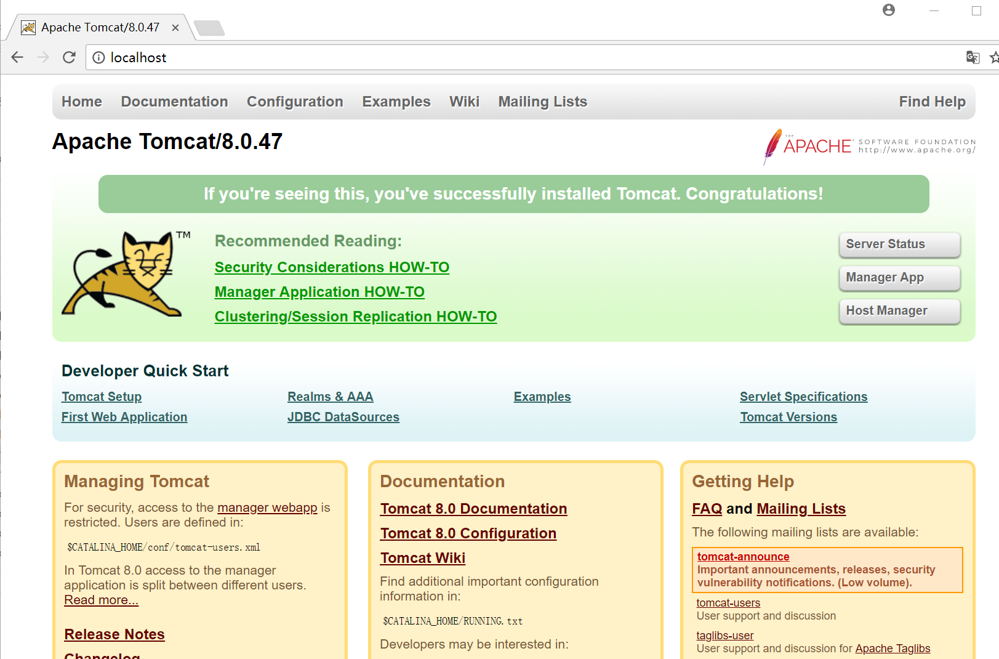 Apache Tomcat/8.0.47
localhost
Home Documentation Configuration Examples Wiki Mailing Lists Find Help
Apache Tomcat/8.0.47
THE
APACHE® SOFTWARE FOUNDATION
http://www.apache.org/
If you're seeing this, you've successfully installed Tomcat. Congratulations!
TM
Recommended Reading:
Security Considerations HOW-TO
Manager Application HOW-TO
Clustering/Session Replication HOW-TO
Server Status
Manager App
Host Manager
Developer Quick Start
Tomcat Setup
First Web Application
Realms & AAA
JDBC DataSources
Examples
Servlet Specifications
Tomcat Versions
Managing Tomcat
For security, access to the manager webapp is
restricted. Users are defined in:
$CATALINA_HOME/conf/tomcat-users.xml
In Tomcat 8.0 access to the manager
application is split between different users.
Read more...
Release Notes
Changelog
Documentation
Tomcat 8.0 Documentation
Tomcat 8.0 Configuration
Tomcat Wiki
Find additional important configuration
information in:
$CATALINA_HOME/RUNNING.txt
Developers may be interested in:
Getting Help
FAQ and Mailing Lists
The following mailing lists are available:
tomcat-announce
Important announcements, releases, security
vulnerability notifications. (Low volume).
tomcat-users
User support and discussion
taglibs-user
User support and discussion for Apache Taglibs